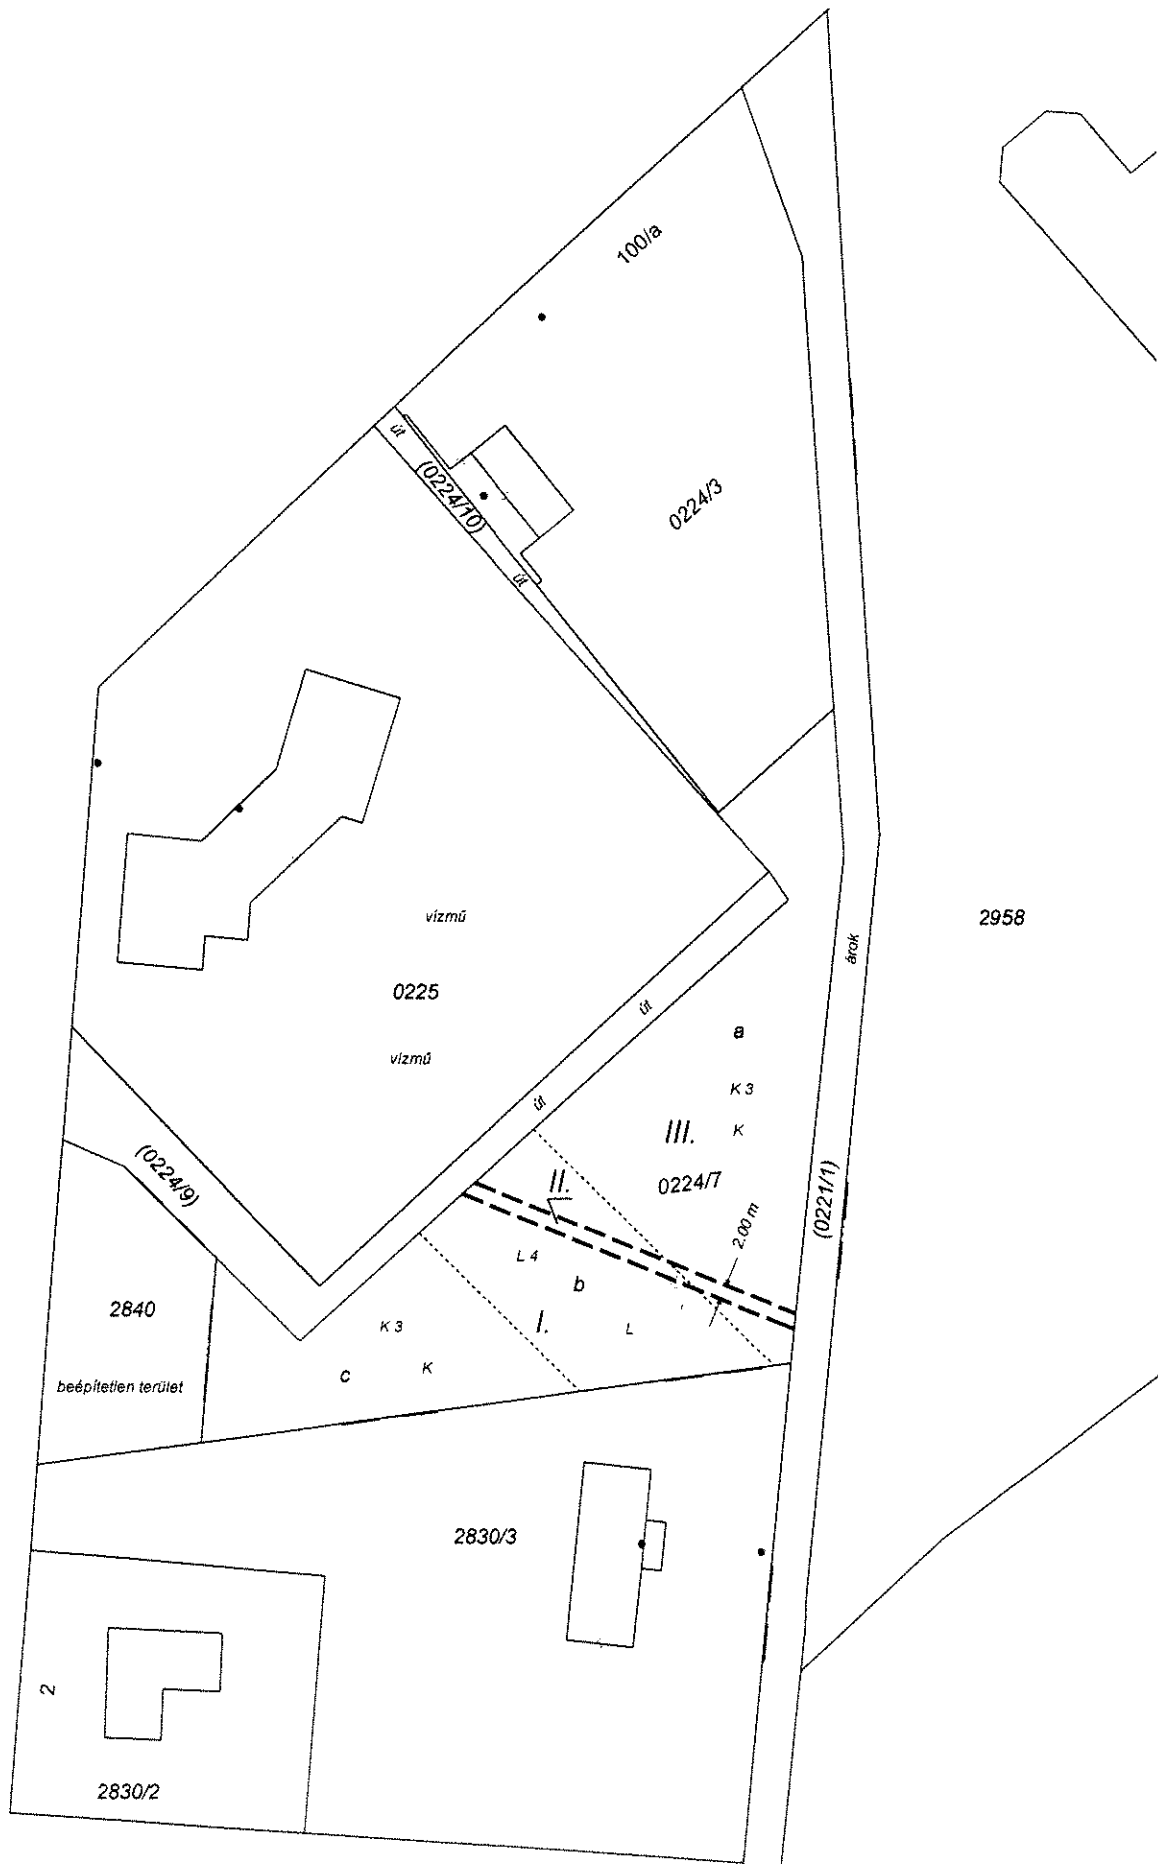 100/a
út
(0224/10)
0224/3
út
vízmű
2958
árok
0225
út
a
vízmű
K 3
út
III.
K
(0224/9)
II.
0224/7
(0221/1)
2.00 m
L 4
b
2840
K 3
I.
L
c
K
beépítetlen terület
2830/3
2
2830/2